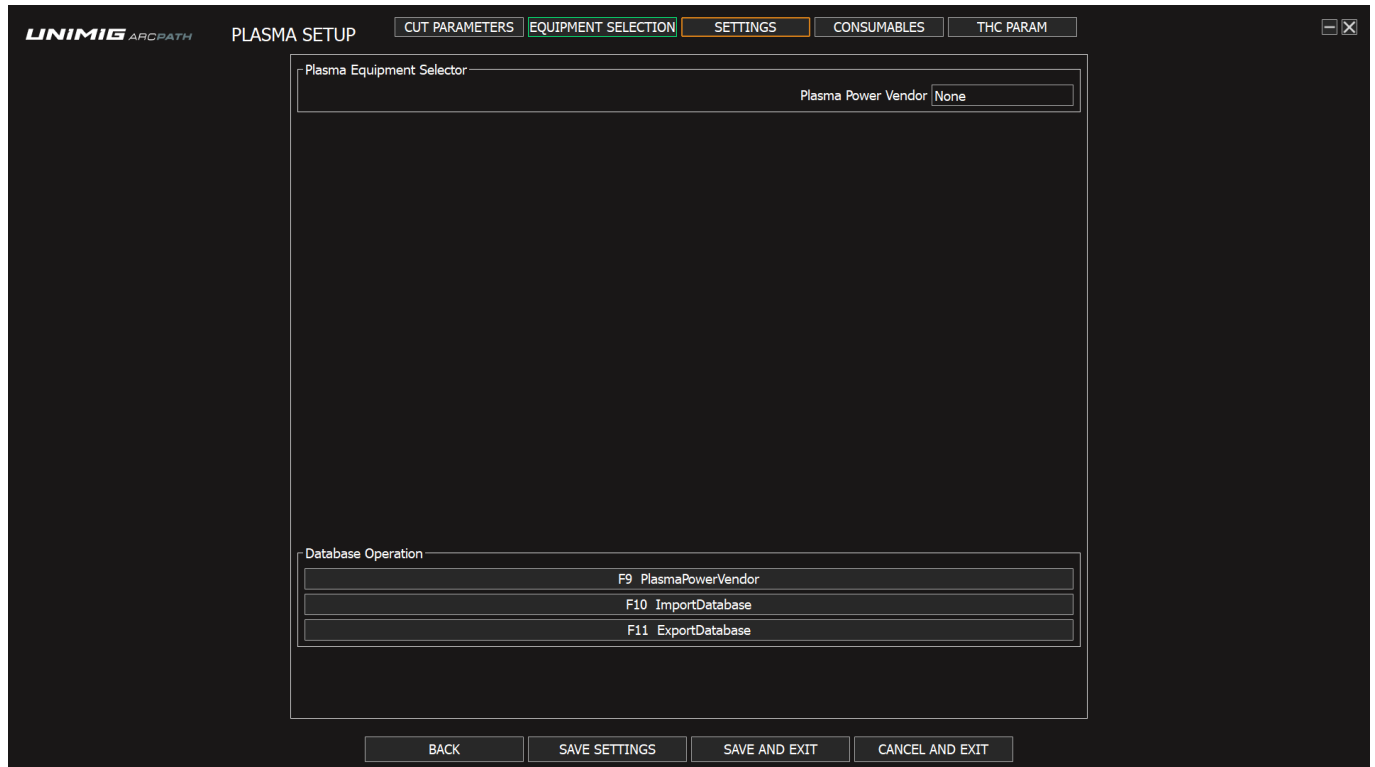 UNIMIG ARCPATH PLASMA SETUP CUT PARAMETERS EQUIPMENT SELECTION SETTINGS CONSUMABLES THC PARAM
Plasma Equipment Selector
Plasma Power Vendor None
Database Operation
F9 PlasmaPowerVendor
F10 ImportDatabase
F11 ExportDatabase
BACK SAVE SETTINGS SAVE AND EXIT CANCEL AND EXIT